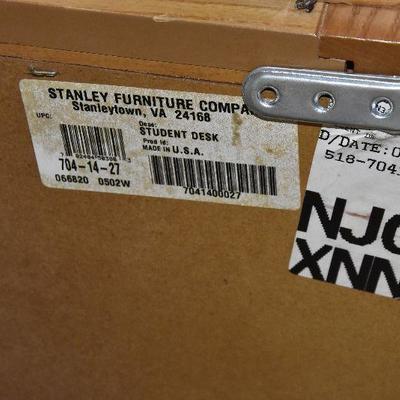 STANLEY FURNITURE COMPA
Stanleytown, VA 24168
UPC:
Desc:
STUDENT DESK
Prod Id:
MADE IN U.S.A.
704-14-27
066820 0502W
7041400027
D/DATE:0
518-704
NJC
XNN